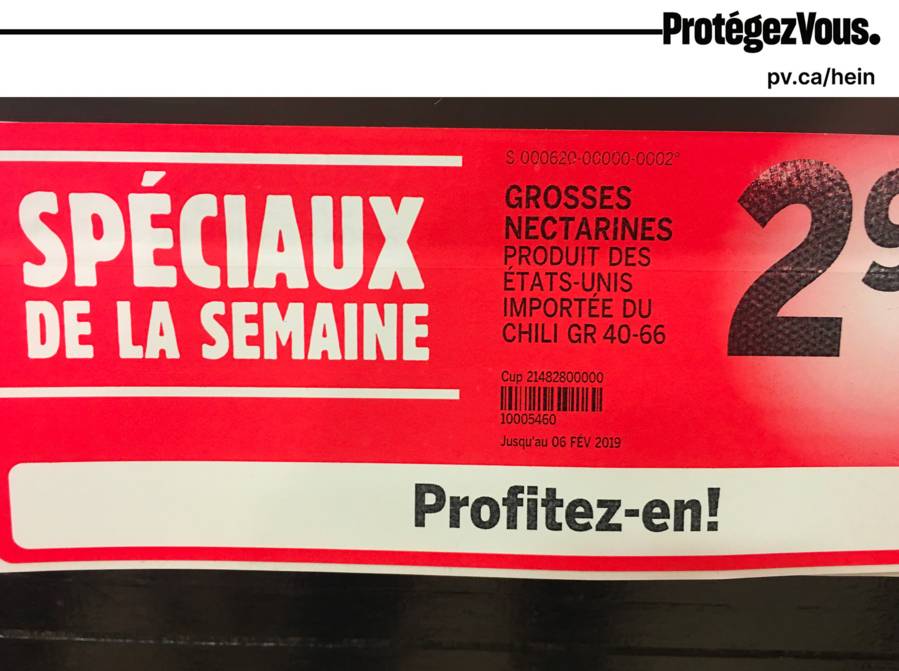 ProtégezVous.
pv.ca/hein
SPÉCIAUX
DE LA SEMAINE
S 000620-00000-0002°
GROSSES
NECTARINES
PRODUIT DES
ÉTATS-UNIS
IMPORTÉE DU
CHILI GR 40-66
Cup 21482800000
10005460
Jusqu'au 06 FÉV 2019
29
Profitez-en!